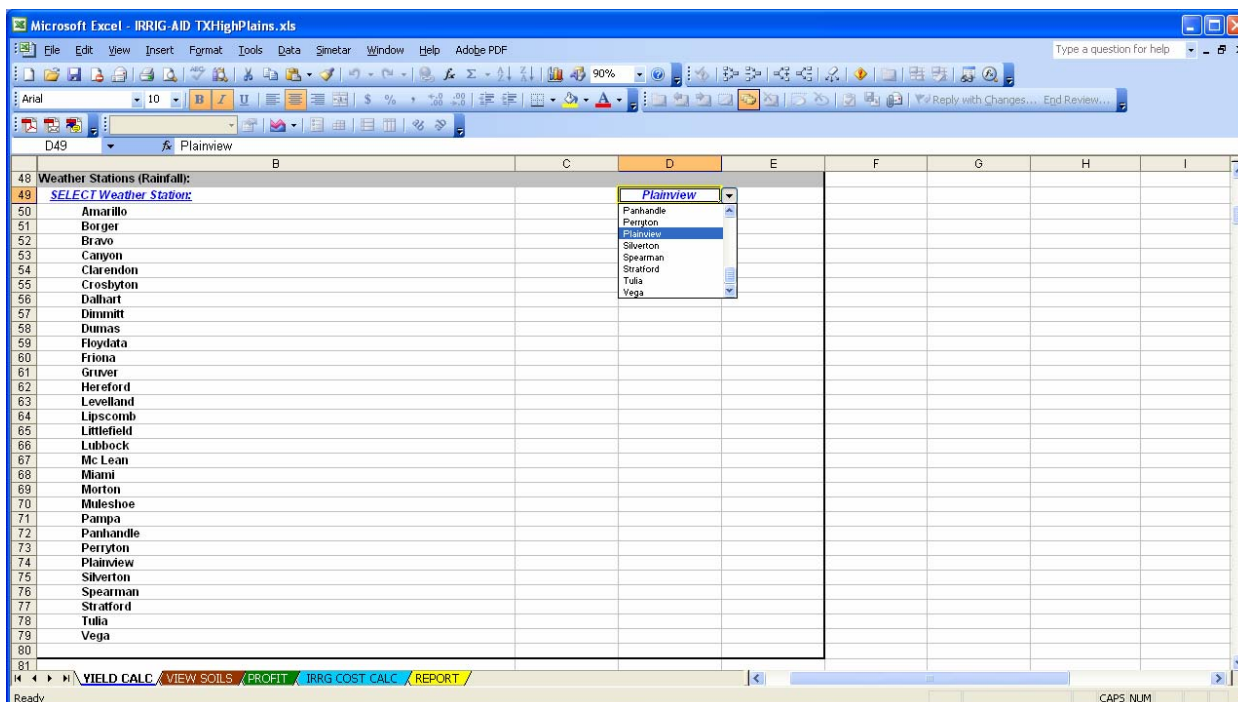 Microsoft Excel - IRRIG-AID TXHighPlains.xls
File Edit View Insert Format Tools Data Simetar Window Help Adobe PDF Type a question for help
90%
Arial 10 B I U $ % , Reply with Changes... End Review...
D49 fx Plainview
B C D E F G H I
48 Weather Stations (Rainfall):
49 SELECT Weather Station: Plainview
50 Amarillo Panhandle
51 Borger Perryton
52 Bravo Plainview
53 Canyon Silverton
54 Clarendon Spearman
55 Crosbyton Stratford
56 Dalhart Tulia
57 Dimmitt Vega
58 Dumas
59 Floydata
60 Friona
61 Gruver
62 Hereford
63 Levelland
64 Lipscomb
65 Littlefield
66 Lubbock
67 Mc Lean
68 Miami
69 Morton
70 Muleshoe
71 Pampa
72 Panhandle
73 Perryton
74 Plainview
75 Silverton
76 Spearman
77 Stratford
78 Tulia
79 Vega
80
81
YIELD CALC VIEW SOILS PROFIT IRRG COST CALC REPORT
Ready CAPS NUM